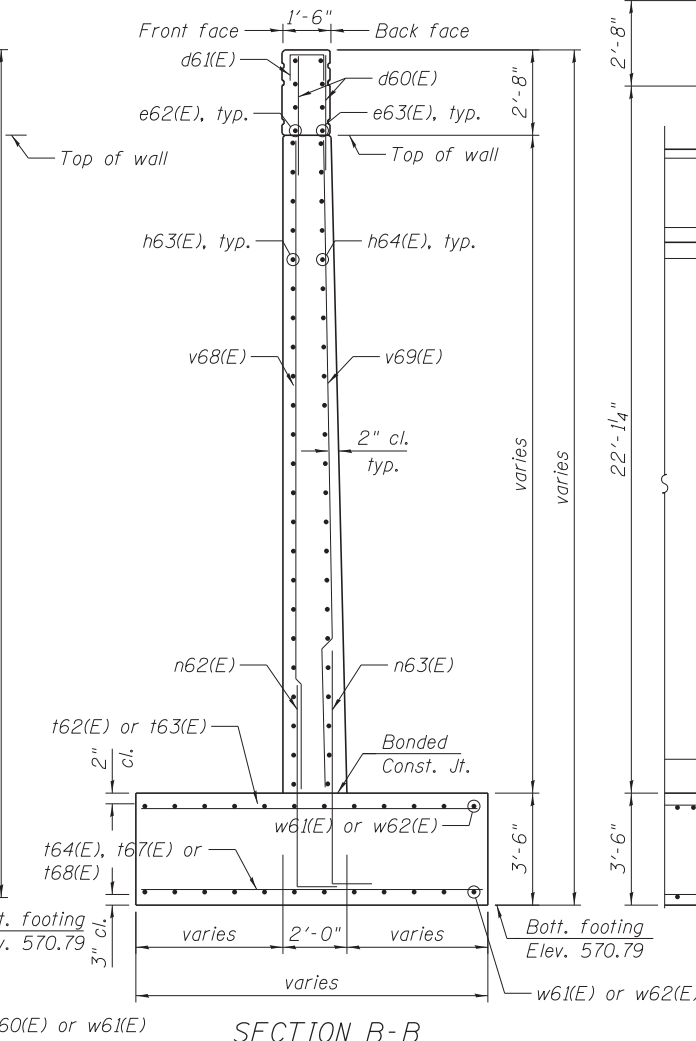 1'-6"
Front face
Back face
d61(E)
d60(E)
2'-8"
2'-8"
e62(E), typ.
e63(E), typ.
Top of wall
Top of wall
h63(E), typ.
h64(E), typ.
v68(E)
v69(E)
2" cl.
typ.
varies
varies
22'-1¼"
n62(E)
n63(E)
t62(E) or t63(E)
2"
cl.
Bonded
Const. Jt.
w61(E) or w62(E)
t64(E), t67(E) or
t68(E)
3'-6"
3'-6"
t. footing
v. 570.79
3" cl.
varies
2'-0"
varies
Bott. footing
Elev. 570.79
varies
w61(E) or w62(E)
60(E) or w61(E)
SECTION B-B